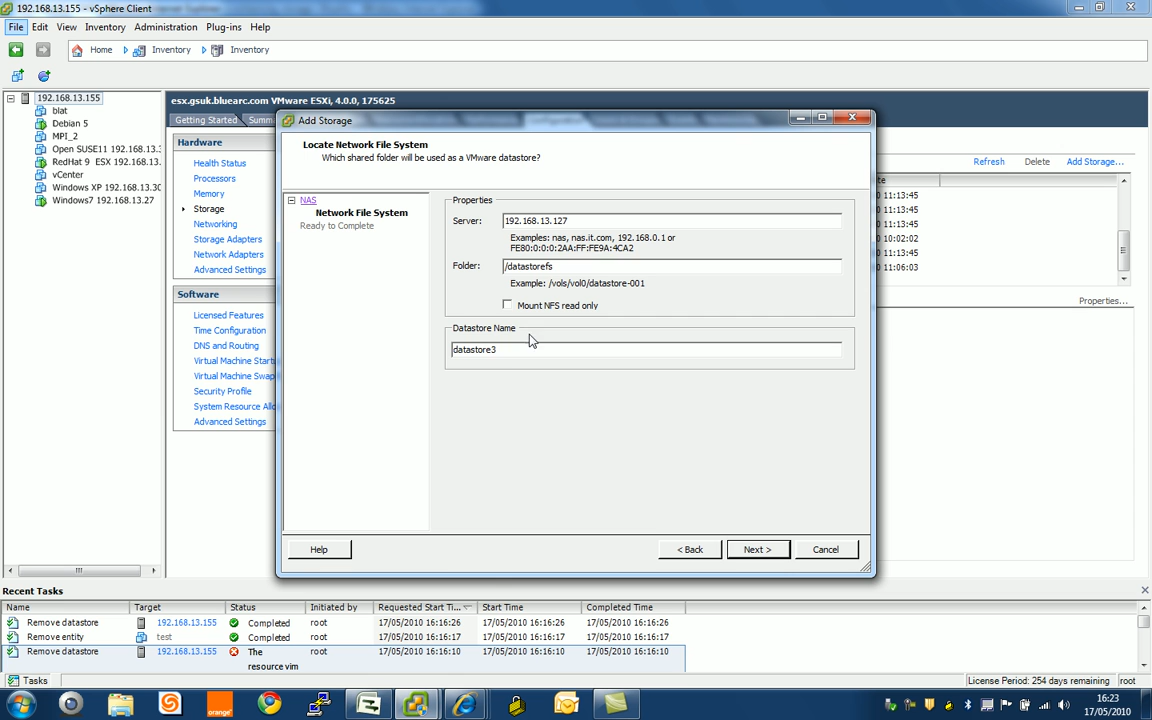 192.168.13.155 - vSphere Client
File Edit View Inventory Administration Plug-ins Help
Home Inventory Inventory
192.168.13.155
blat
Debian 5
MPI_2
Open SUSE11 192.168.13.3
RedHat 9 ESX 192.168.13.
vCenter
Windows XP 192.168.13.30
Windows7 192.168.13.27
esx.gsuk.bluearc.com VMware ESXi, 4.0.0, 175625
Getting Started Summa
Hardware
Health Status
Processors
Memory
Storage
Networking
Storage Adapters
Network Adapters
Advanced Settings
Software
Licensed Features
Time Configuration
DNS and Routing
Virtual Machine Start
Virtual Machine Swap
Security Profile
System Resource Allo
Advanced Settings
Add Storage
Locate Network File System
Which shared folder will be used as a VMware datastore?
NAS
Network File System
Ready to Complete
Properties
Server: 192.168.13.127
Examples: nas, nas.it.com, 192.168.0.1 or
FE80:0:0:0:2AA:FF:FE9A:4CA2
Folder: /datastorefs
Example: /vols/vol0/datastore-001
Mount NFS read only
Datastore Name
datastore3
Help < Back Next > Cancel
Refresh Delete Add Storage...
te
11:13:45
11:13:45
11:13:45
10:02:02
11:13:45
11:06:03
Properties...
Recent Tasks
Name Target Status Initiated by Requested Start Ti... Start Time Completed Time
Remove datastore 192.168.13.155 Completed root 17/05/2010 16:16:26 17/05/2010 16:16:26 17/05/2010 16:16:26
Remove entity test Completed root 17/05/2010 16:16:17 17/05/2010 16:16:17 17/05/2010 16:16:17
Remove datastore 192.168.13.155 The root 17/05/2010 16:16:10 17/05/2010 16:16:10 17/05/2010 16:16:10
resource vim
Tasks License Period: 254 days remaining root
orange
16:23
17/05/2010